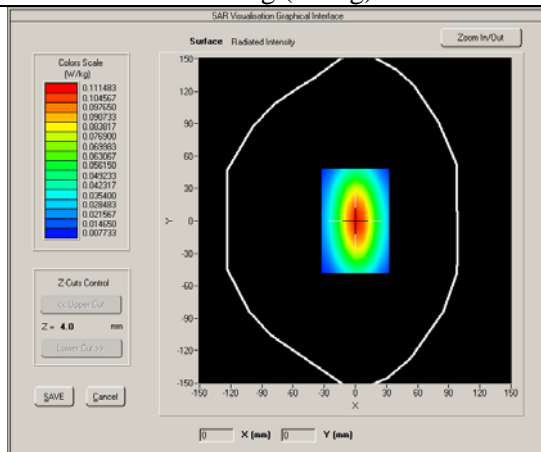 SAR Visualisation Graphical Interface
Surface Radiated Intensity
Zoom In/Out
Colors Scale
(W/kg)
0.111483
0.104567
0.097650
0.090733
0.083817
0.076900
0.069983
0.063067
0.056150
0.049233
0.042317
0.035400
0.028483
0.021567
0.014650
0.007733
150
120
90
60
30
0
-30
-60
-90
-120
-150
Y
-150 -120 -90 -60 -30 0 30 60 90 120 150
X
Z-Cuts Control
<< Upper Cut
Z = 4.0 mm
Lower Cut >>
SAVE Cancel
0 X (mm) 0 Y (mm)